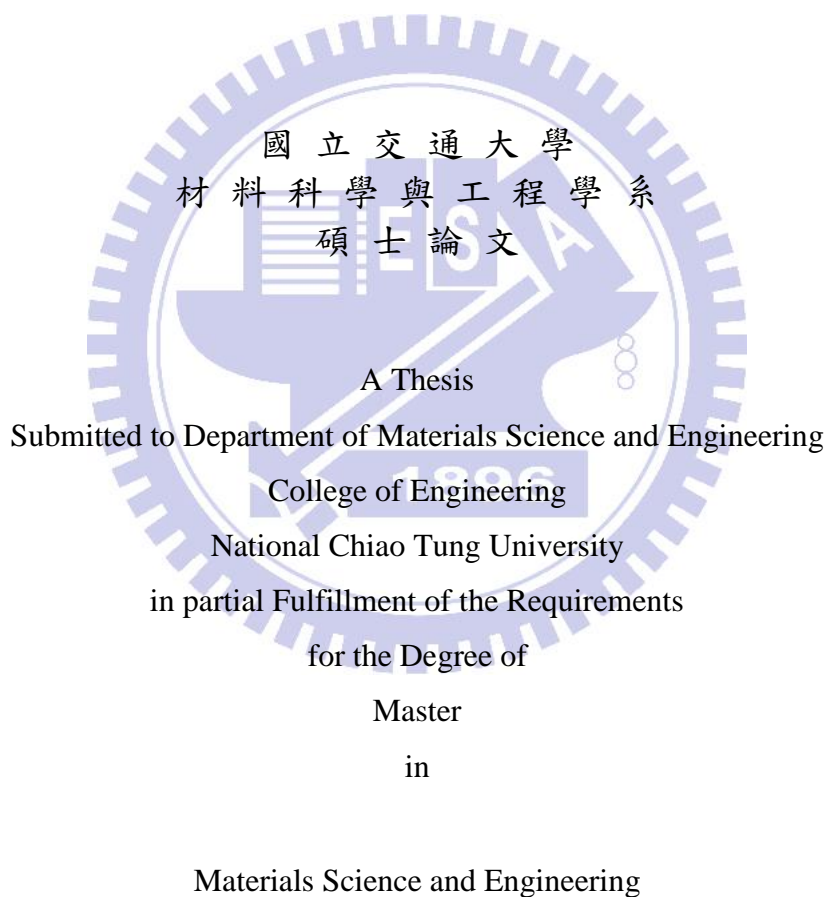 國立交通大學
材料科學與工程學系
碩士論文
ESA
A Thesis
Submitted to Department of Materials Science and Engineering
1896
College of Engineering
National Chiao Tung University
in partial Fulfillment of the Requirements
for the Degree of
Master
in
Materials Science and Engineering